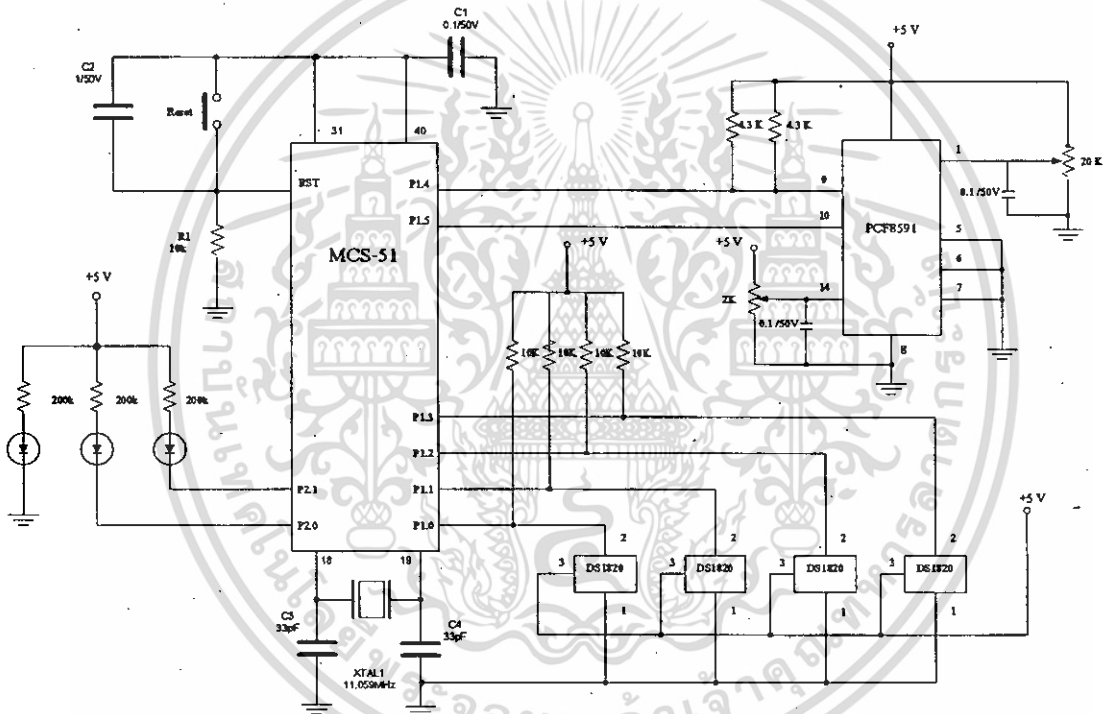 C1
0.1/50V
C2
1/50V
Reset
31
40
RST
P1.4
P1.5
MCS-51
R1
10k
+5 V
200k
200k
200k
P2.1
P2.0
18
19
C3
33pF
C4
33pF
XTAL1
11.059MHz
+5 V
10K
10K
10K
10K
P1.3
P1.2
P1.1
P1.0
+5 V
4.3 K
4.3 K
9
10
PCF8591
1
20 K
0.1/50V
5
6
7
+5 V
2K
14
0.1/50V
8
+5 V
2
3
DS1820
1
2
3
DS1820
1
2
3
DS1820
1
2
3
DS1820
1